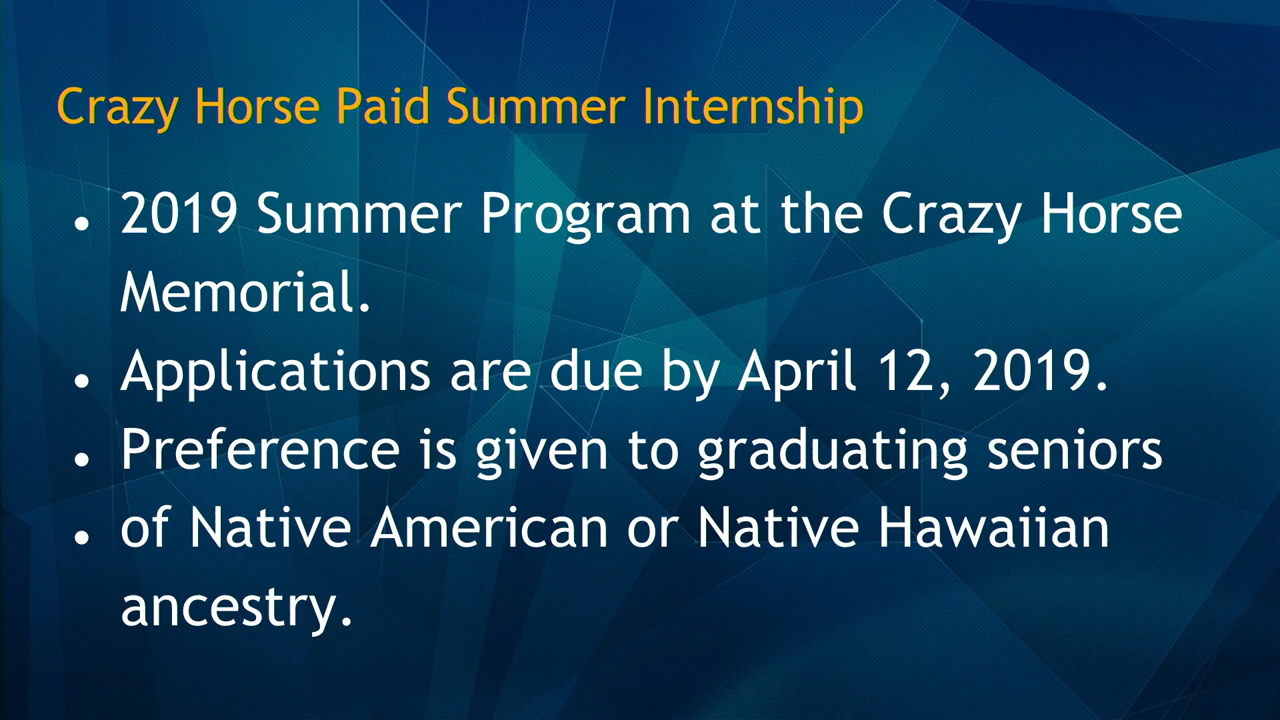 Crazy Horse Paid Summer Internship
• 2019 Summer Program at the Crazy Horse
Memorial.
• Applications are due by April 12, 2019.
• Preference is given to graduating seniors
• of Native American or Native Hawaiian
ancestry.